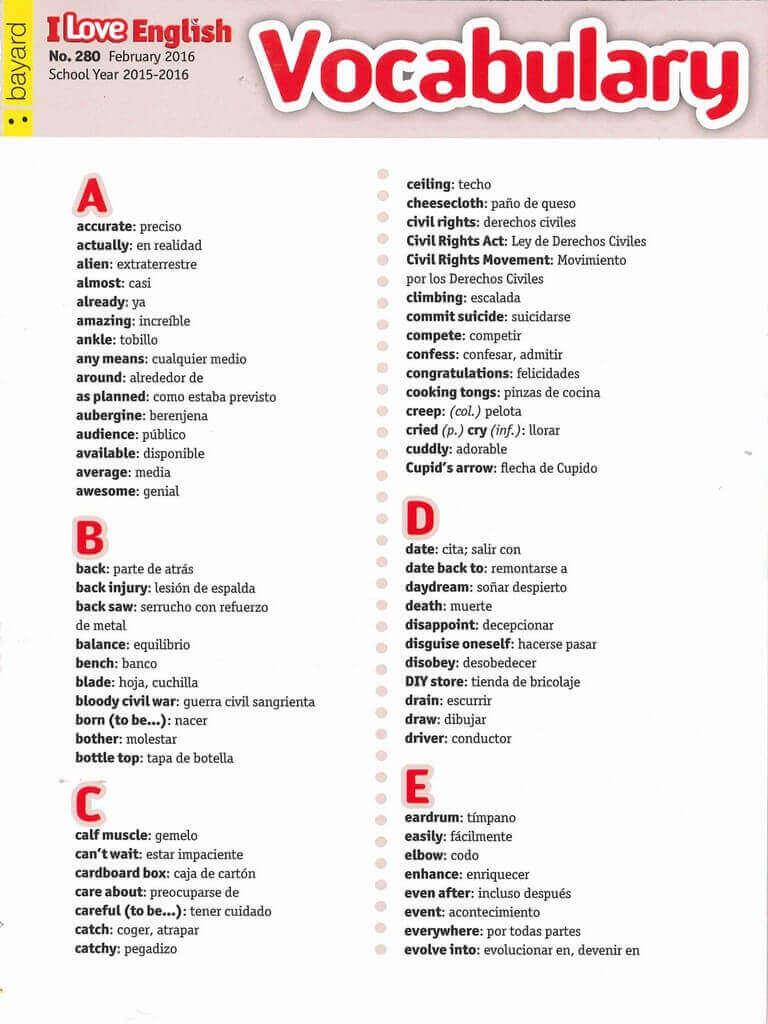 bayard
I Love English
No. 280 February 2016
School Year 2015-2016
Vocabulary
A
accurate: preciso
actually: en realidad
alien: extraterrestre
almost: casi
already: ya
amazing: increíble
ankle: tobillo
any means: cualquier medio
around: alrededor de
as planned: como estaba previsto
aubergine: berenjena
audience: público
available: disponible
average: media
awesome: genial
B
back: parte de atrás
back injury: lesión de espalda
back saw: serrucho con refuerzo
de metal
balance: equilibrio
bench: banco
blade: hoja, cuchilla
bloody civil war: guerra civil sangrienta
born (to be...): nacer
bother: molestar
bottle top: tapa de botella
C
calf muscle: gemelo
can't wait: estar impaciente
cardboard box: caja de cartón
care about: preocuparse de
careful (to be...): tener cuidado
catch: coger, atrapar
catchy: pegadizo
ceiling: techo
cheesecloth: paño de queso
civil rights: derechos civiles
Civil Rights Act: Ley de Derechos Civiles
Civil Rights Movement: Movimiento
por los Derechos Civiles
climbing: escalada
commit suicide: suicidarse
compete: competir
confess: confesar, admitir
congratulations: felicidades
cooking tongs: pinzas de cocina
creep: (col.) pelota
cried (p.) cry (inf.): llorar
cuddly: adorable
Cupid's arrow: flecha de Cupido
D
date: cita; salir con
date back to: remontarse a
daydream: soñar despierto
death: muerte
disappoint: decepcionar
disguise oneself: hacerse pasar
disobey: desobedecer
DIY store: tienda de bricolaje
drain: escurrir
draw: dibujar
driver: conductor
E
eardrum: tímpano
easily: fácilmente
elbow: codo
enhance: enriquecer
even after: incluso después
event: acontecimiento
everywhere: por todas partes
evolve into: evolucionar en, devenir en